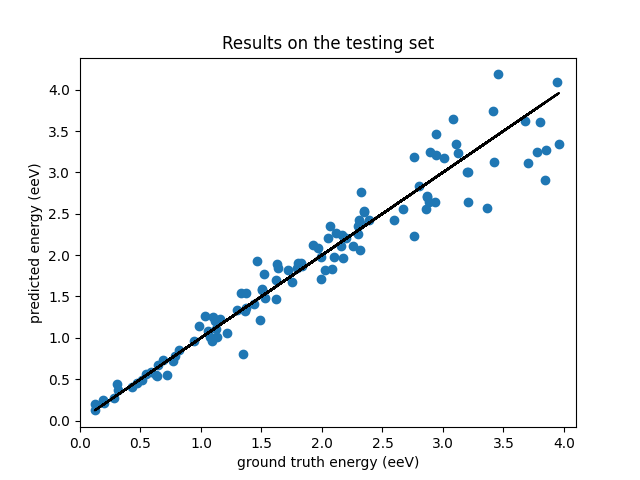 Results on the testing set
predicted energy (eeV)
4.0
3.5
3.0
2.5
2.0
1.5
1.0
0.5
0.0
0.0 0.5 1.0 1.5 2.0 2.5 3.0 3.5 4.0
ground truth energy (eeV)